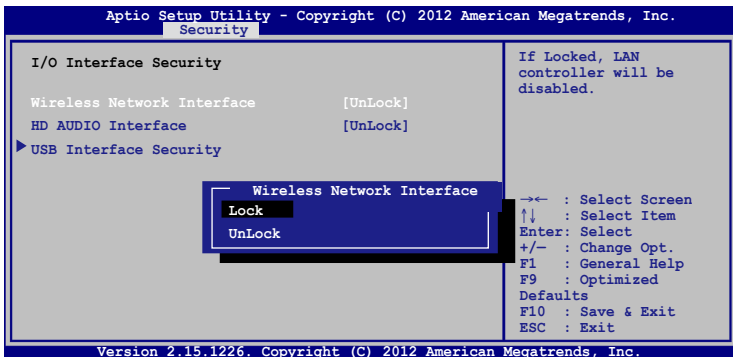 Aptio Setup Utility - Copyright (C) 2012 American Megatrends, Inc.
Security
I/O Interface Security
Wireless Network Interface [UnLock]
HD AUDIO Interface [UnLock]
USB Interface Security
Wireless Network Interface
Lock
UnLock
If Locked, LAN
controller will be
disabled.
→← : Select Screen
↑↓ : Select Item
Enter: Select
+/— : Change Opt.
F1 : General Help
F9 : Optimized
Defaults
F10 : Save & Exit
ESC : Exit
Version 2.15.1226. Copyright (C) 2012 American Megatrends, Inc.